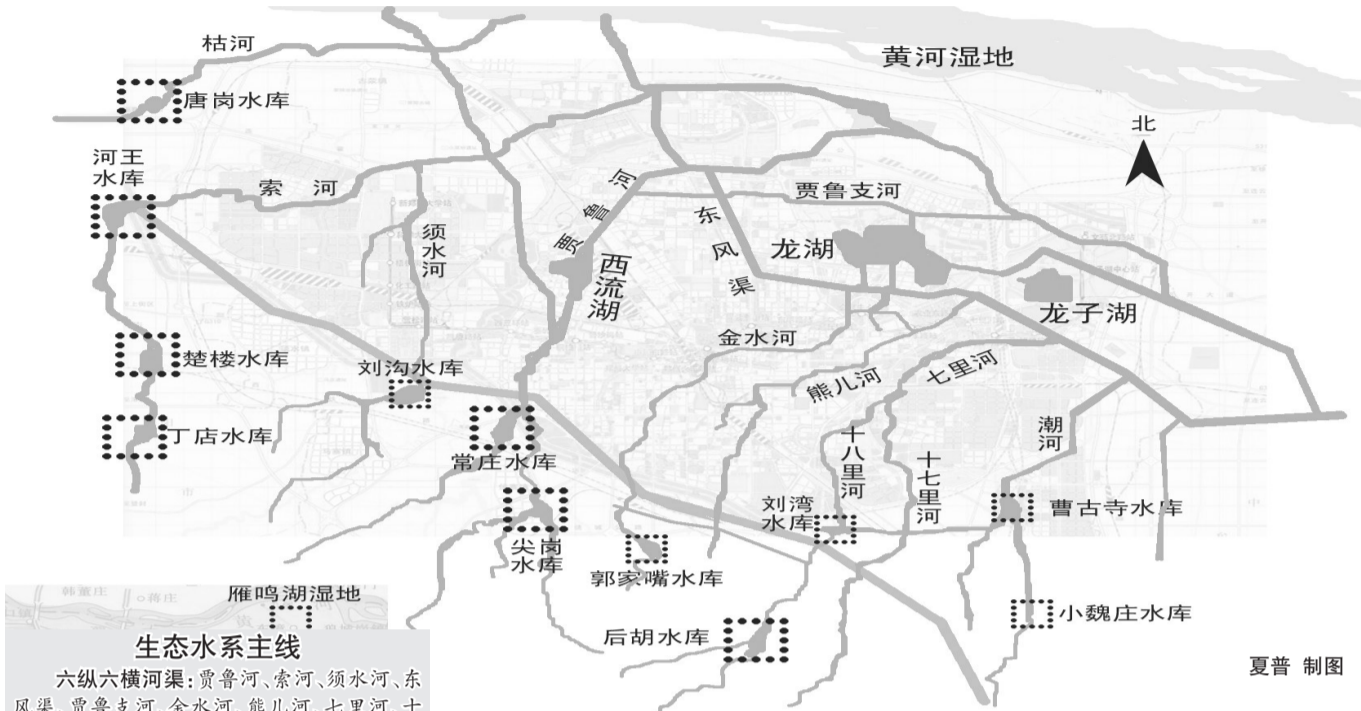 枯河
黄河湿地
唐岗水库
北
河王
水库
索河
贾鲁河
贾鲁支河
须水河
东风渠
龙湖
西流湖
龙子湖
金水河
楚楼水库
刘沟水库
熊儿河
七里河
丁店水库
常庄水库
十八里河
十七里河
潮河
刘湾
水库
曹古寺水库
尖岗
水库
郭家嘴水库
雁鸣湖湿地
后胡水库
小魏庄水库
生态水系主线
六纵六横河渠：贾鲁河、索河、须水河、东
风渠、贾鲁支河、金水河、熊儿河、七里河、十
夏普 制图